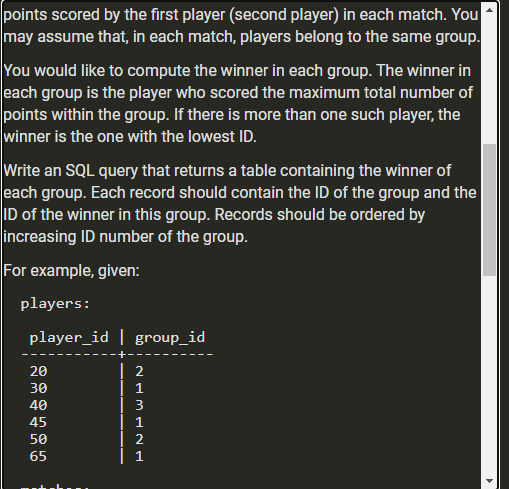 points scored by the first player (second player) in each match. You
may assume that, in each match, players belong to the same group.
You would like to compute the winner in each group. The winner in
each group is the player who scored the maximum total number of
points within the group. If there is more than one such player, the
winner is the one with the lowest ID.
Write an SQL query that returns a table containing the winner of
each group. Each record should contain the ID of the group and the
ID of the winner in this group. Records should be ordered by
increasing ID number of the group.
For example, given:
players:
player_id | group_id
-----------+----------
20 | 2
30 | 1
40 | 3
45 | 1
50 | 2
65 | 1